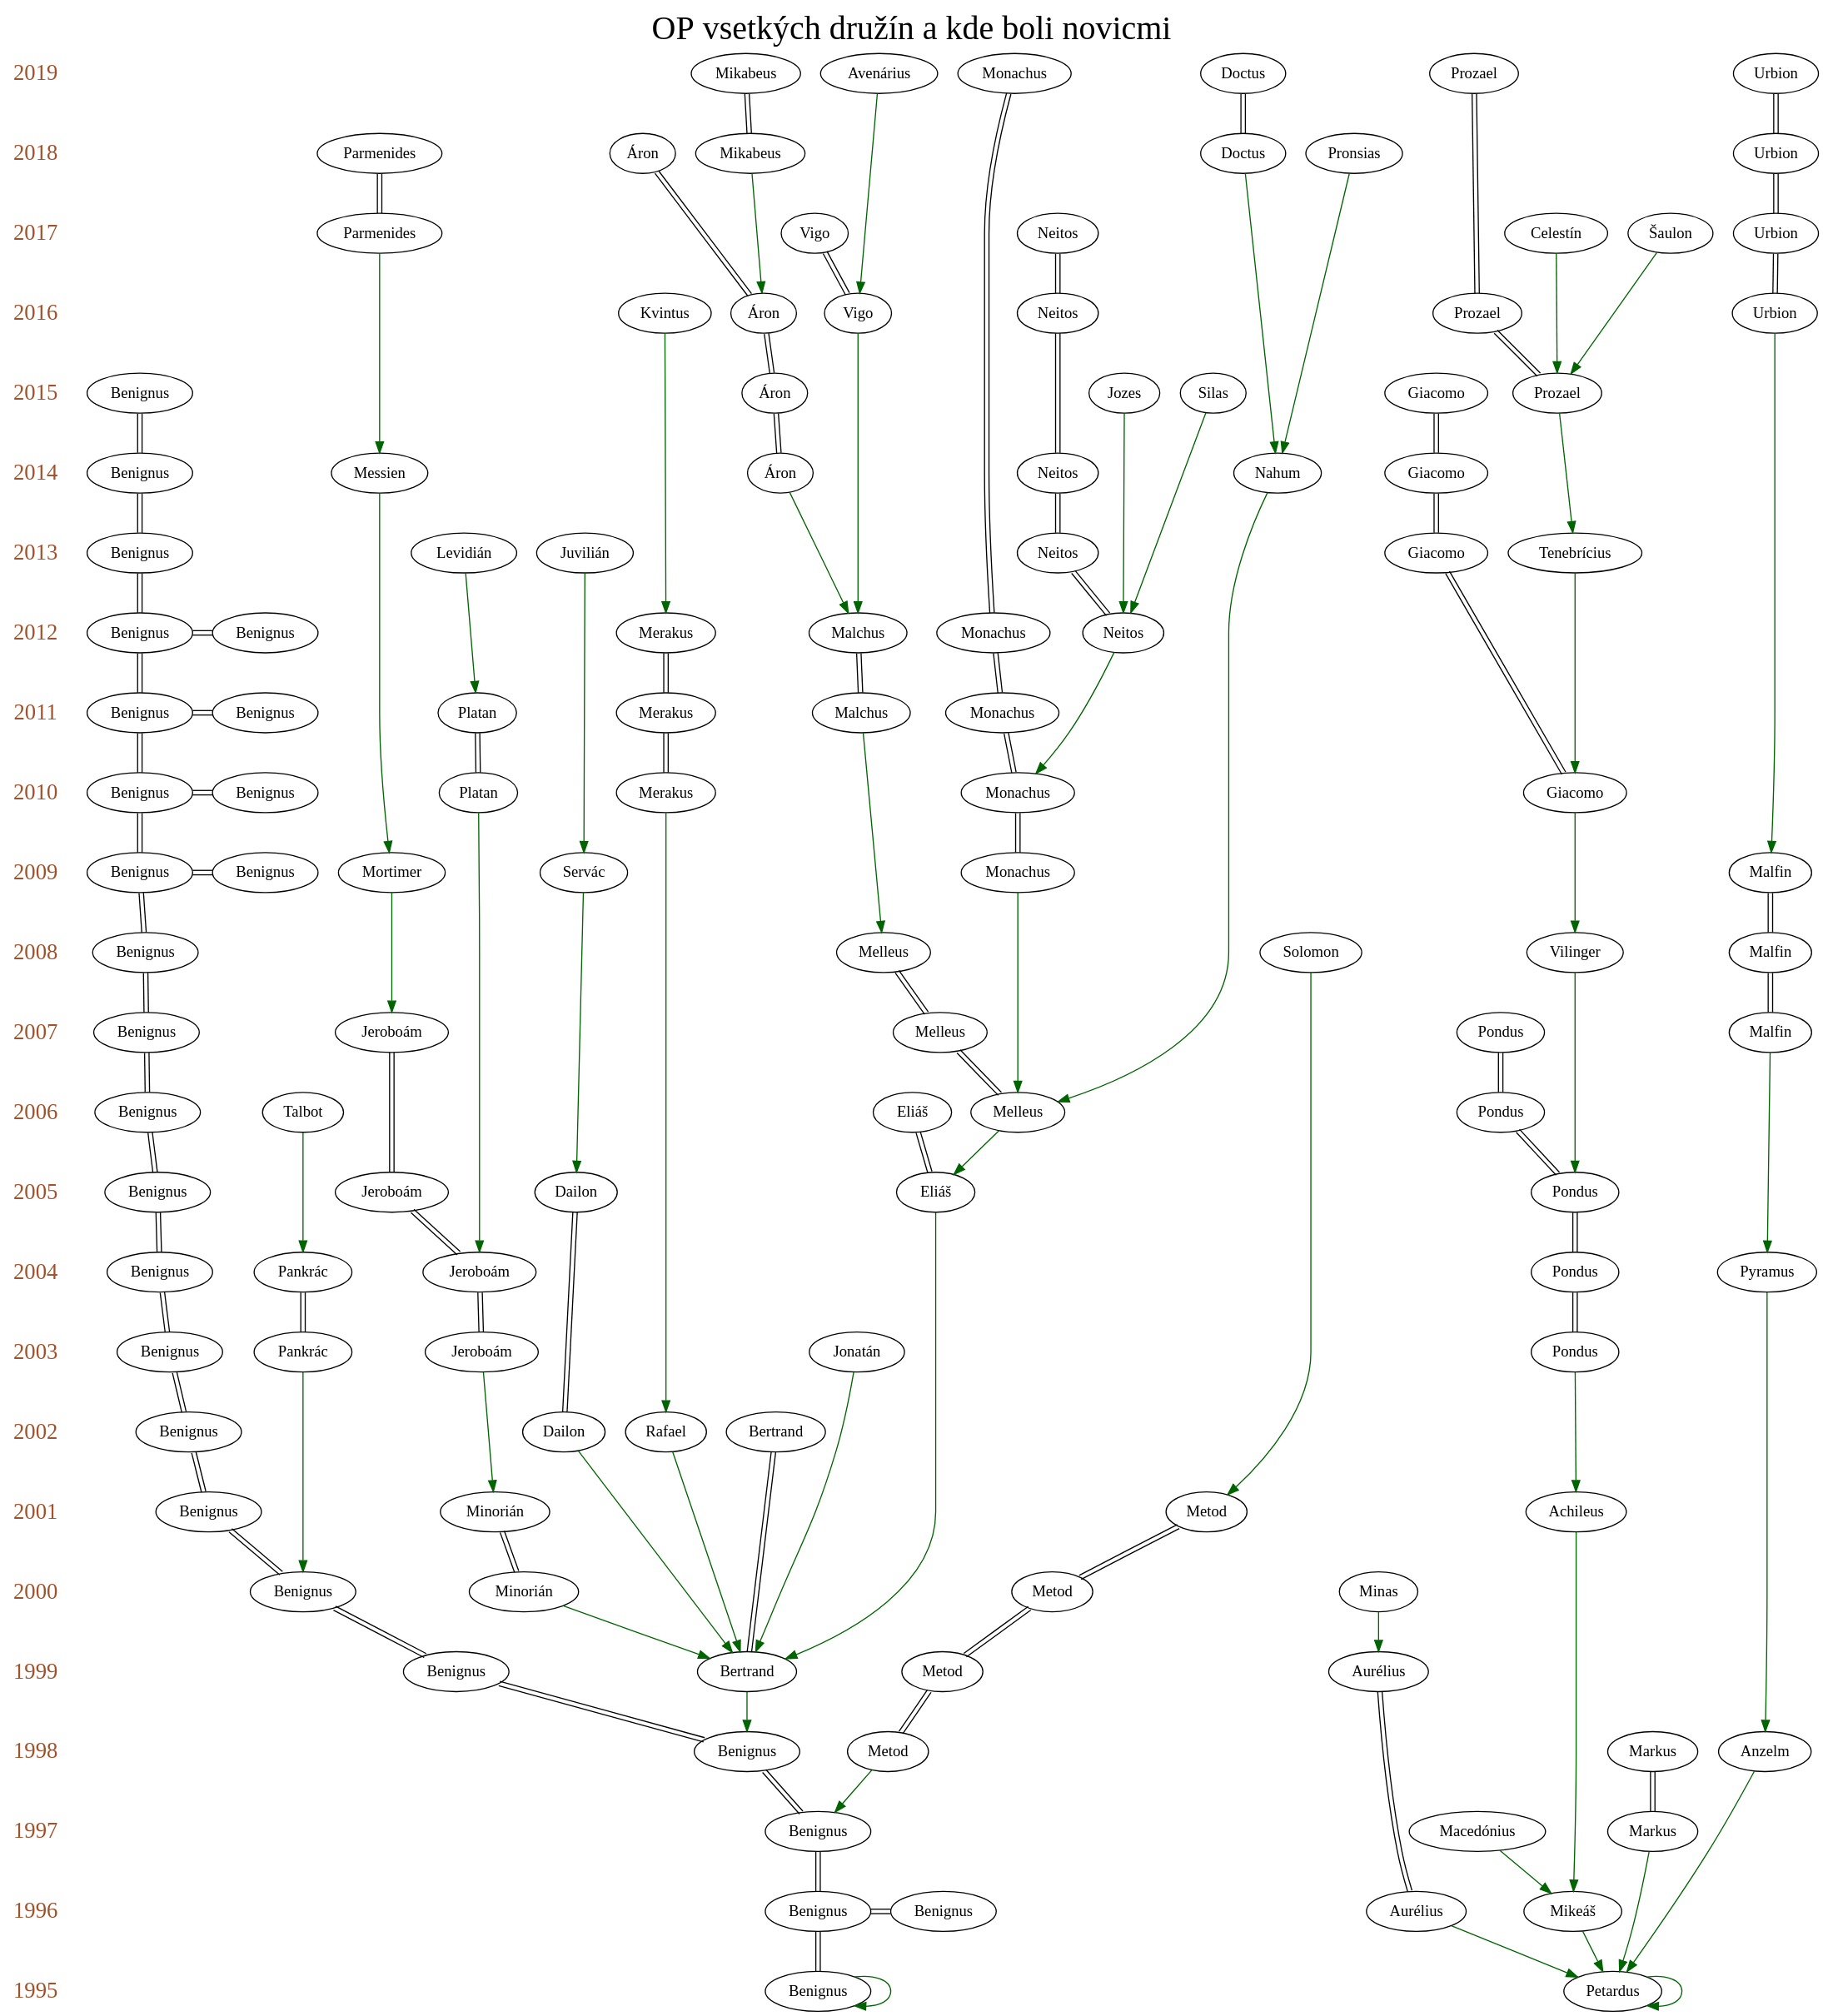 OP vsetkých družín a kde boli novicmi
2019 Mikabeus Avenárius Monachus Doctus Prozael Urbion
2018 Parmenides Áron Mikabeus Doctus Pronsias Urbion
2017 Parmenides Vigo Neitos Celestín Šaulon Urbion
2016 Kvintus Áron Vigo Neitos Prozael Urbion
2015 Benignus Áron Jozes Silas Giacomo Prozael
2014 Benignus Messien Áron Neitos Nahum Giacomo
2013 Benignus Levidián Juvilián Neitos Giacomo Tenebrícius
2012 Benignus Benignus Merakus Malchus Monachus Neitos
2011 Benignus Benignus Platan Merakus Malchus Monachus
2010 Benignus Benignus Platan Merakus Monachus Giacomo
2009 Benignus Benignus Mortimer Servác Monachus Malfin
2008 Benignus Melleus Solomon Vilinger Malfin
2007 Benignus Jeroboám Melleus Pondus Malfin
2006 Benignus Talbot Eliáš Melleus Pondus
2005 Benignus Jeroboám Dailon Eliáš Pondus
2004 Benignus Pankrác Jeroboám Pondus Pyramus
2003 Benignus Pankrác Jeroboám Jonatán Pondus
2002 Benignus Dailon Rafael Bertrand
2001 Benignus Minorián Metod Achileus
2000 Benignus Minorián Metod Minas
1999 Benignus Bertrand Metod Aurélius
1998 Benignus Metod Markus Anzelm
1997 Benignus Macedónius Markus
1996 Benignus Benignus Aurélius Mikeáš
1995 Benignus Petardus